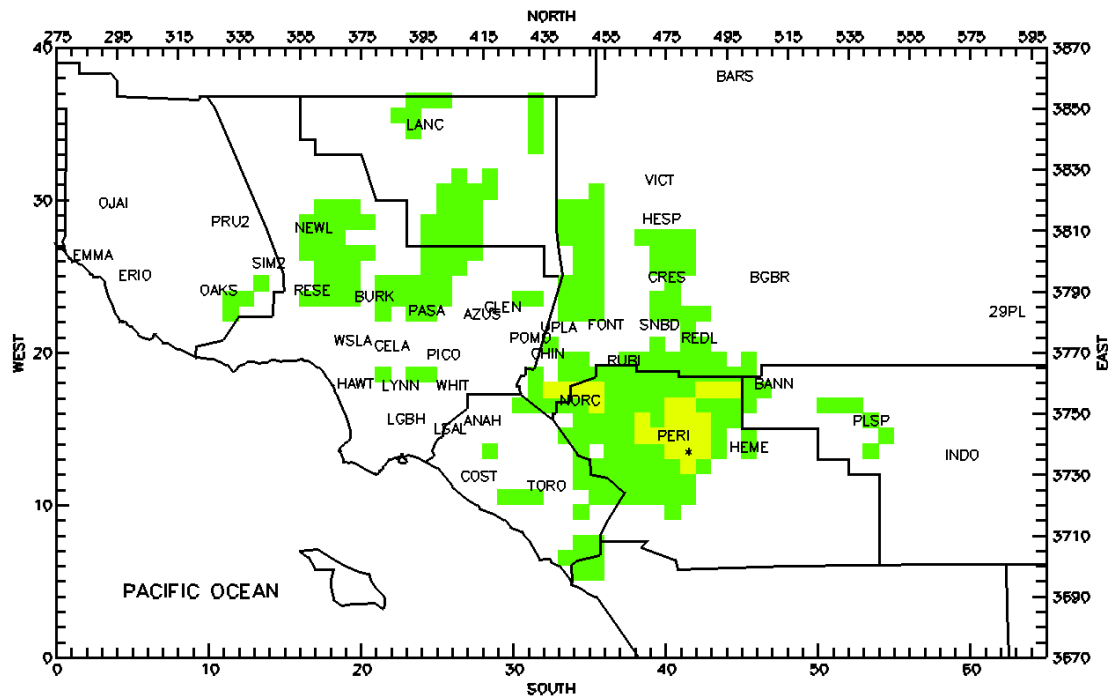 NORTH
275 295 315 335 355 375 395 415 435 455 475 495 515 535 555 575 595
40 3870
BARS
3850
LANC
3830
VICT
30 OJAI
PRU2 NEWL HESP 3810
EMMA SIM2
ERIO CRES BGBR
OAKS RESE BURK 3790
PASA AZUS GLEN 29PL
UPLA FONT SNBD
WSLA POMO REDL
CELA
WEST 20 PICO CHIN 3770 EAST
RUBI
HAWT LYNN WHIT BANN
NORC
LGBH ANAH 3750 PLSP
LSAL PERI
HEME INDO
*
COST 3730
TORO
10
3710
PACIFIC OCEAN 3690
0 3670
0 10 20 30 40 50 60
SOUTH